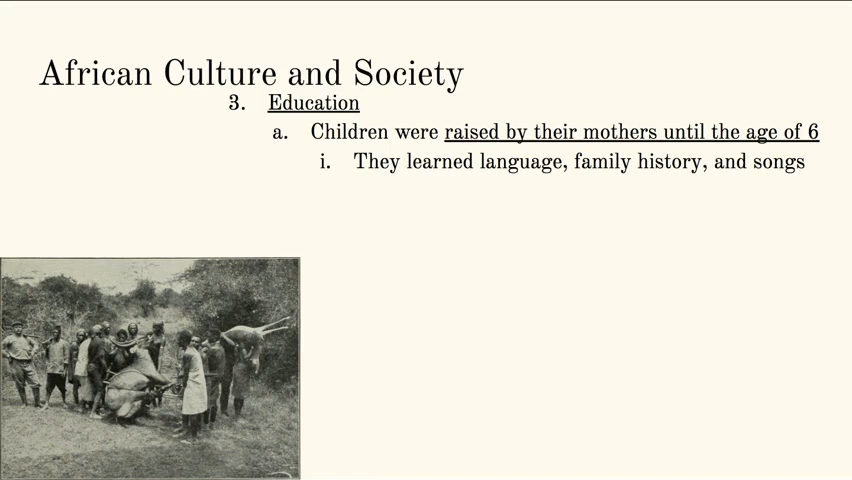 African Culture and Society
3. Education
a. Children were raised by their mothers until the age of 6
i. They learned language, family history, and songs